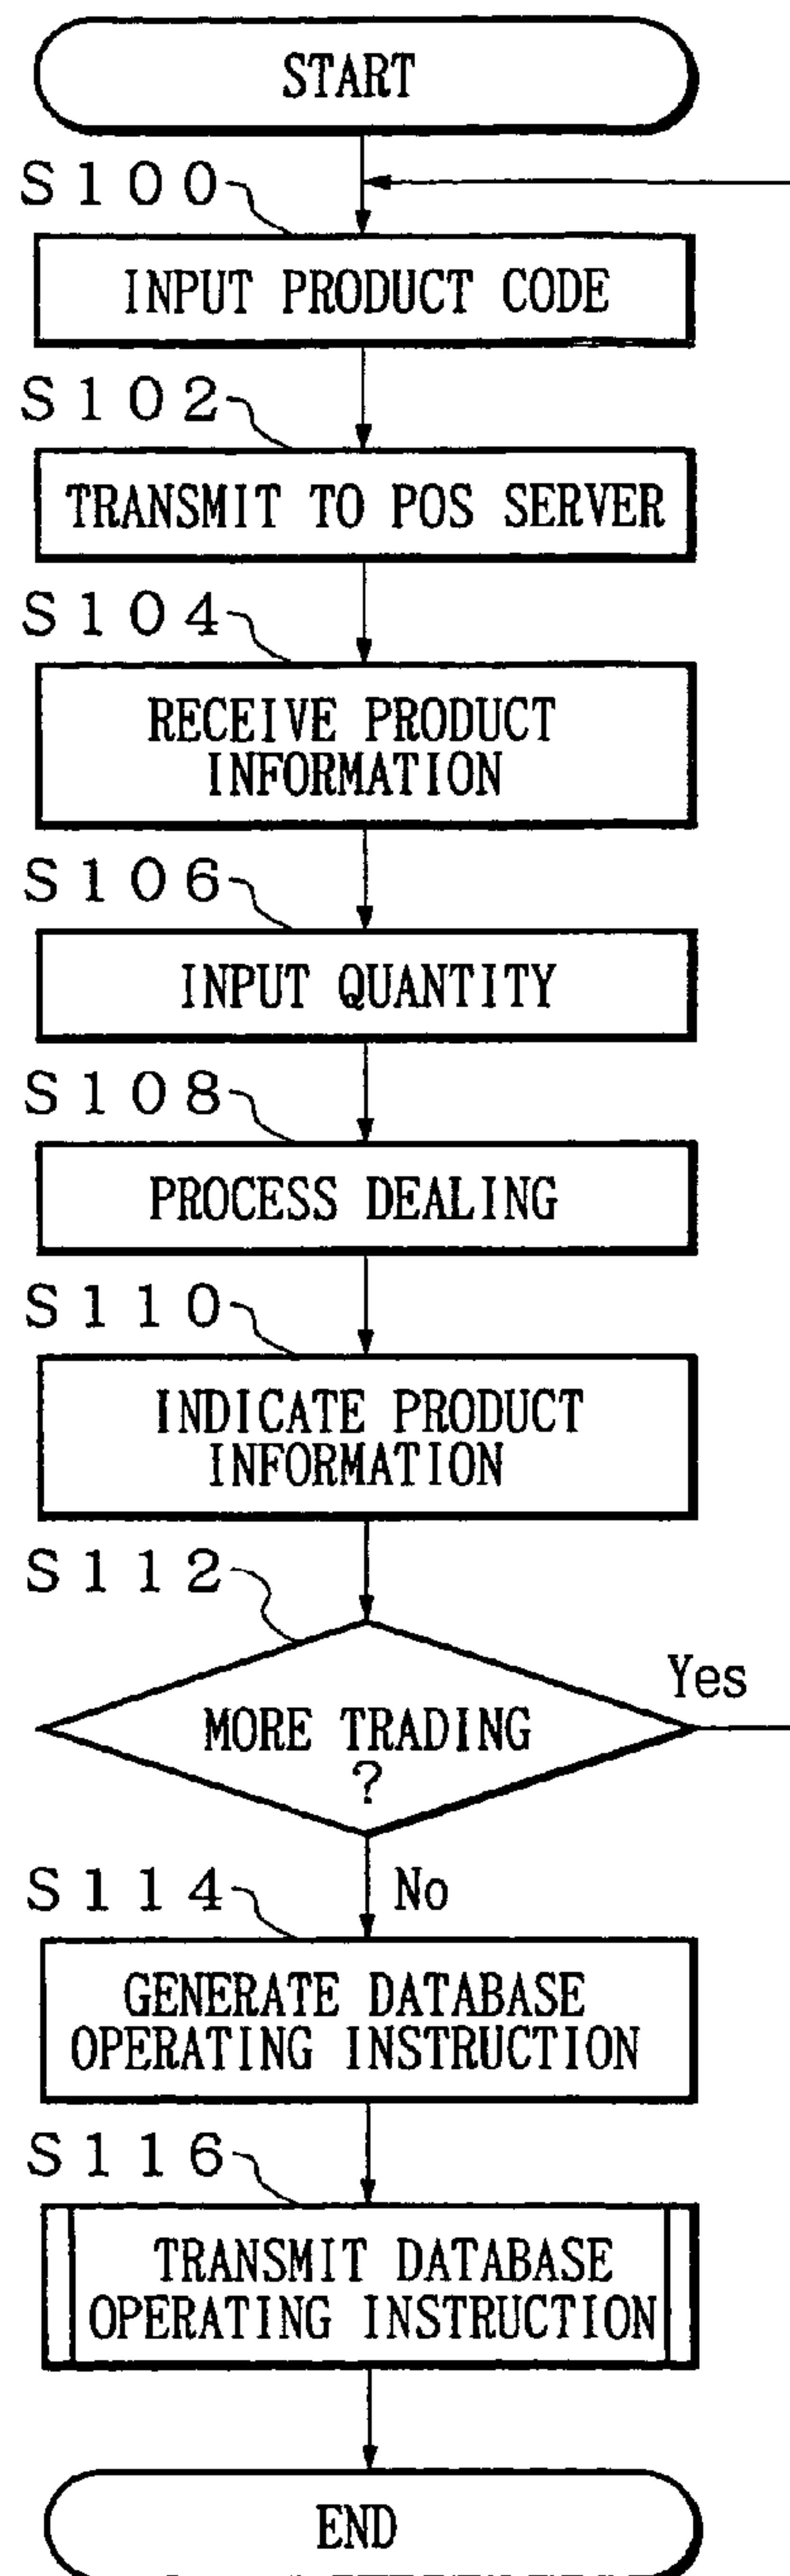 START
S100
INPUT PRODUCT CODE
S102
TRANSMIT TO POS SERVER
S104
RECEIVE PRODUCT
INFORMATION
S106
INPUT QUANTITY
S108
PROCESS DEALING
S110
INDICATE PRODUCT
INFORMATION
S112
Yes
MORE TRADING
?
S114
No
GENERATE DATABASE
OPERATING INSTRUCTION
S116
TRANSMIT DATABASE
OPERATING INSTRUCTION
END